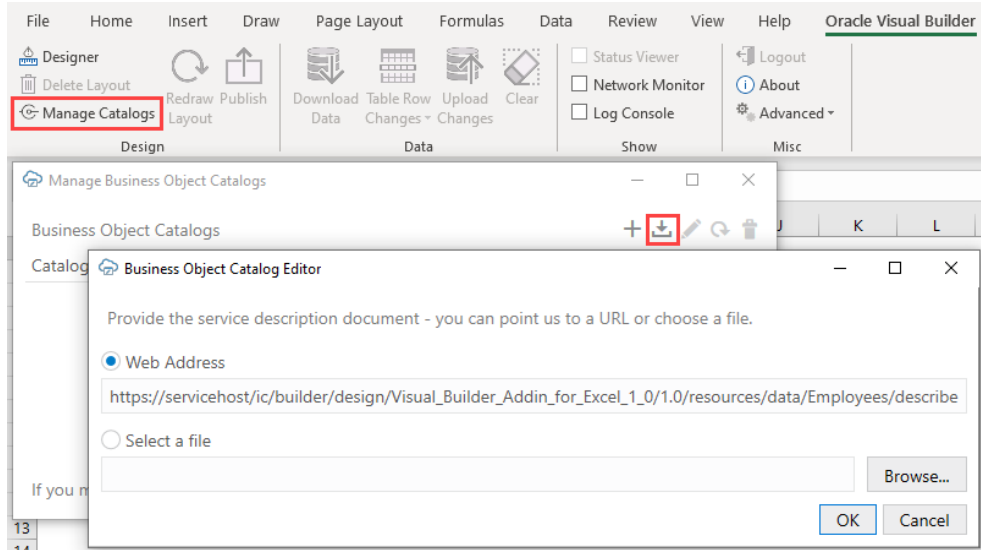 File Home Insert Draw Page Layout Formulas Data Review View Help Oracle Visual Builder
Designer
Delete Layout
Manage Catalogs
Redraw Layout
Publish
Design
Download Data
Table Row Changes
Upload Changes
Clear
Data
Status Viewer
Network Monitor
Log Console
Show
Logout
About
Advanced
Misc
Manage Business Object Catalogs
Business Object Catalogs
K L
Catalog
Business Object Catalog Editor
Provide the service description document - you can point us to a URL or choose a file.
Web Address
https://servicehost/ic/builder/design/Visual_Builder_Addin_for_Excel_1_0/1.0/resources/data/Employees/describe
Select a file
Browse...
If you
OK Cancel
13